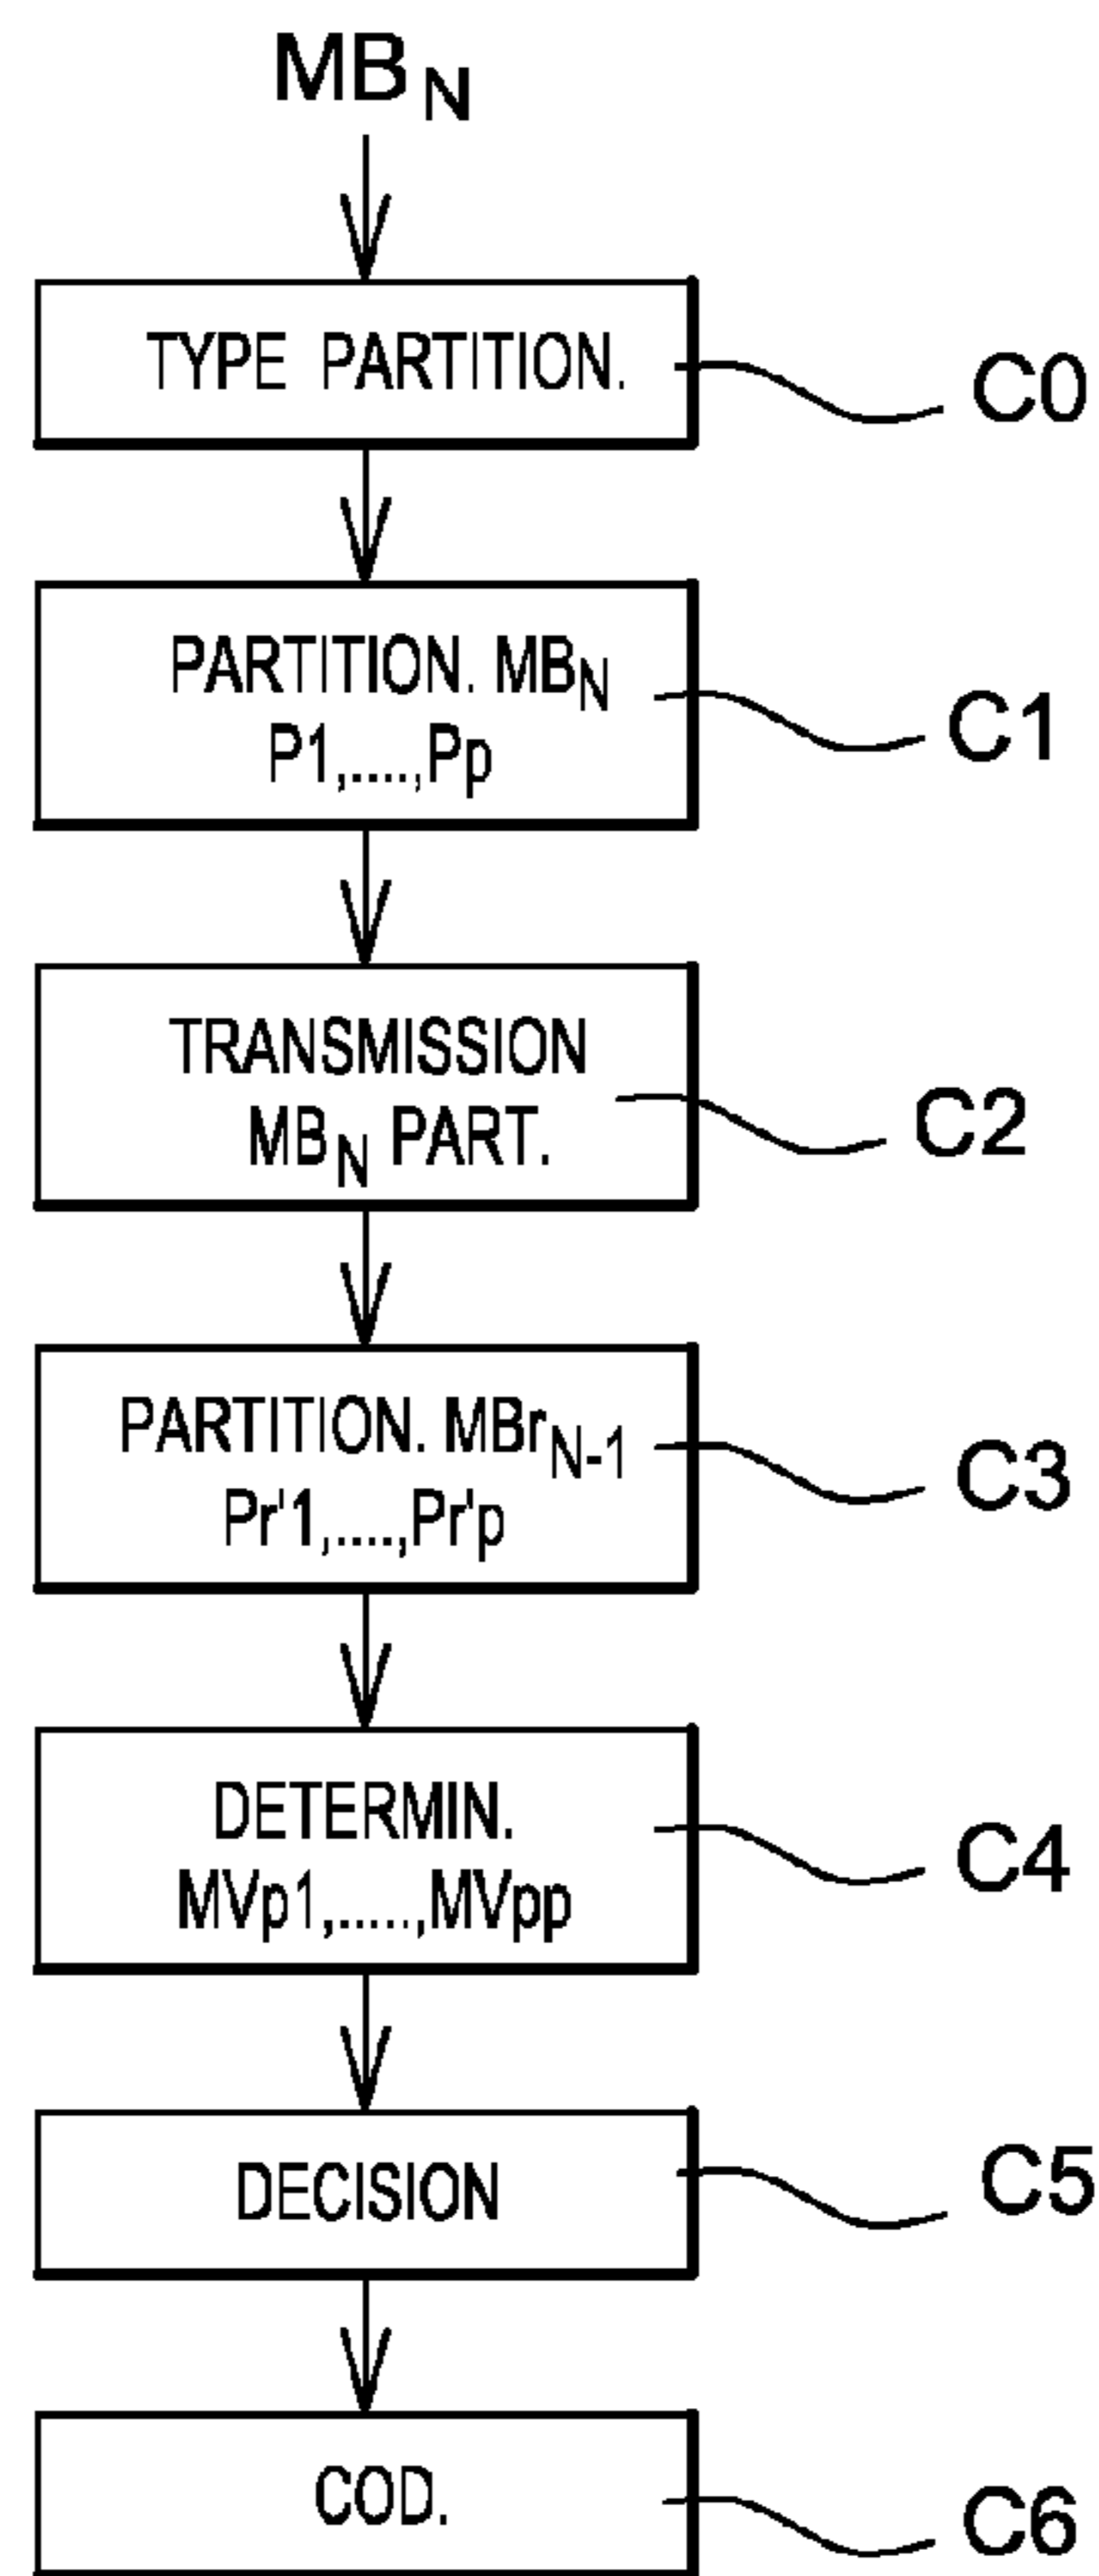 MB_N
TYPE PARTITION.
C0
PARTITION. MB_N
P1,....,Pp
C1
TRANSMISSION
MB_N PART.
C2
PARTITION. MBr_N-1
Pr'1,....,Pr'p
C3
DETERMIN.
MVp1,.....,MVpp
C4
DECISION
C5
COD.
C6